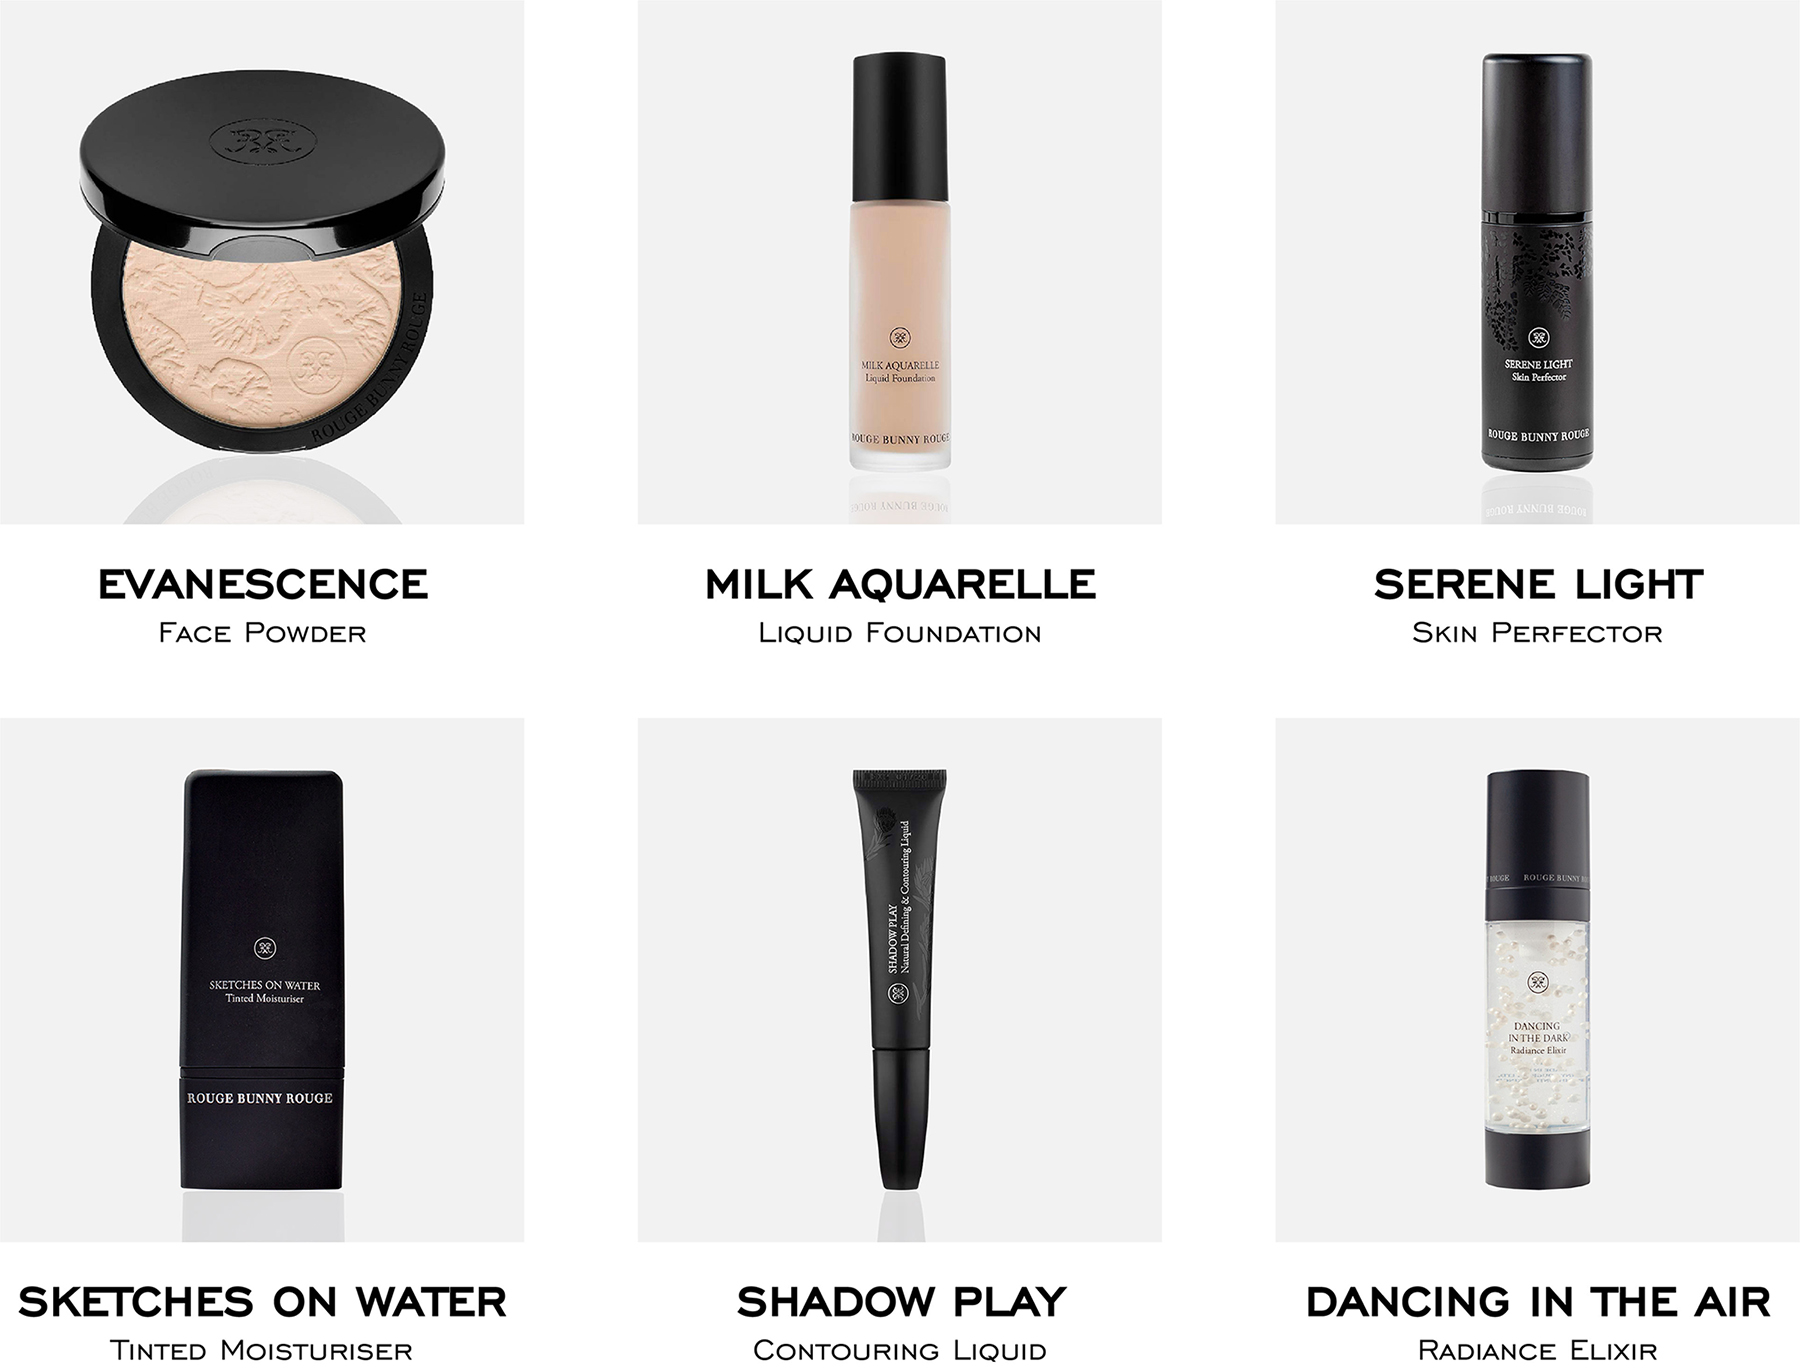 ROUGE BUNNY ROUGE
MILK AQUARELLE
Liquid Foundation
ROUGE BUNNY ROUGE
SERENE LIGHT
Skin Perfector
ROUGE BUNNY ROUGE
EVANESCENCE
FACE POWDER
MILK AQUARELLE
LIQUID FOUNDATION
SERENE LIGHT
SKIN PERFECTOR
SKETCHES ON WATER
Tinted Moisturiser
ROUGE BUNNY ROUGE
SHADOW PLAY
Natural Defining & Contouring Liquid
ROUGE ROUGE BUNNY
DANCING
IN THE DARK
Radiance Elixir
SKETCHES ON WATER
TINTED MOISTURISER
SHADOW PLAY
CONTOURING LIQUID
DANCING IN THE AIR
RADIANCE ELIXIR